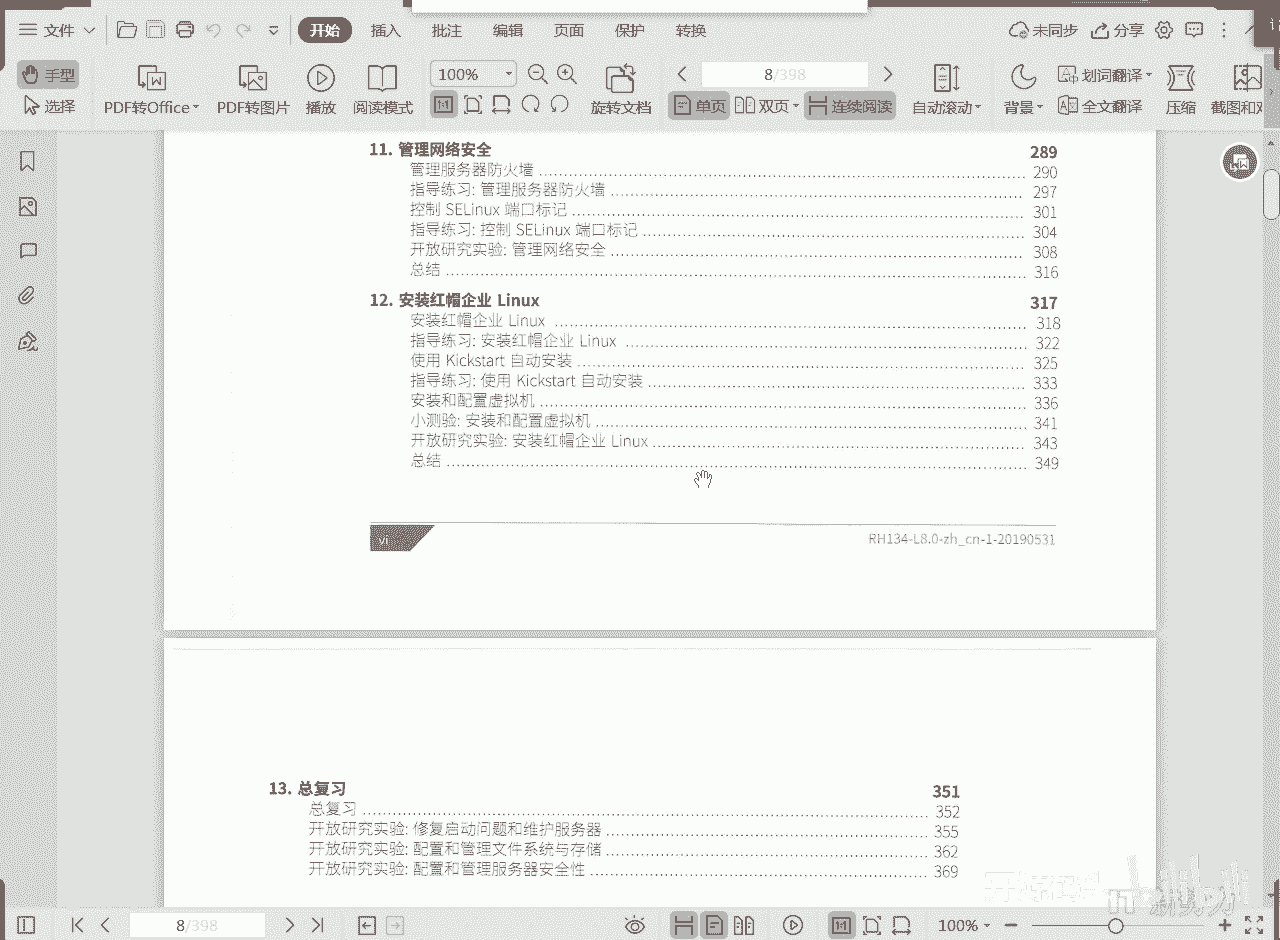 文件 开始 插入 批注 编辑 页面 保护 转换 未同步 分享
手型 选择 PDF转Office PDF转图片 播放 阅读模式 100% 旋转文档 8/398 单页 双页 连续阅读 自动滚动 背景 划词翻译 全文翻译 压缩
11. 管理网络安全 289
管理服务器防火墙 290
指导练习: 管理服务器防火墙 297
控制 SELinux 端口标记 301
指导练习: 控制 SELinux 端口标记 304
开放研究实验: 管理网络安全 308
总结 316
12. 安装红帽企业 Linux 317
安装红帽企业 Linux 318
指导练习: 安装红帽企业 Linux 322
使用 Kickstart 自动安装 325
指导练习: 使用 Kickstart 自动安装 333
安装和配置虚拟机 336
小测验: 安装和配置虚拟机 341
开放研究实验: 安装红帽企业 Linux 343
总结 349
vi RH134-L8.0-zh_cn-1-20190531
13. 总复习 351
总复习 352
开放研究实验: 修复启动问题和维护服务器 355
开放研究实验: 配置和管理文件系统与存储 362
开放研究实验: 配置和管理服务器安全性 369
8/398 100%